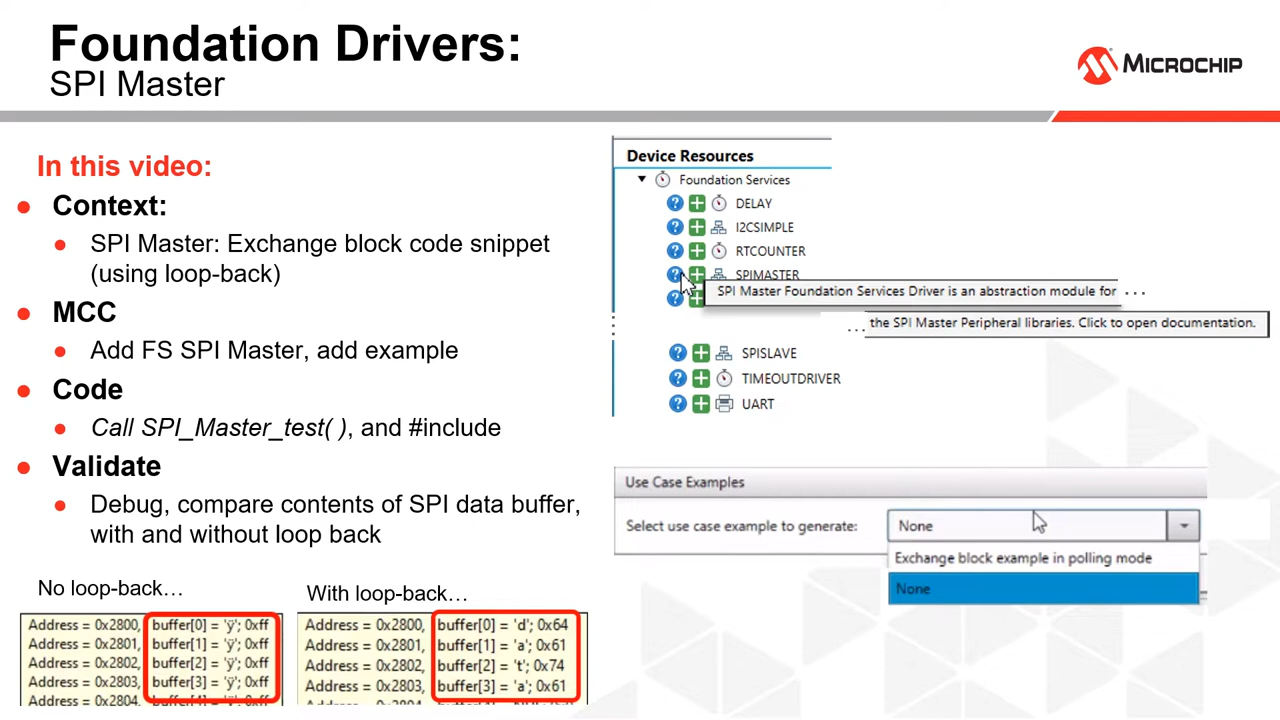 Foundation Drivers:
SPI Master
MICROCHIP
In this video:
Context:
SPI Master: Exchange block code snippet
(using loop-back)
MCC
Add FS SPI Master, add example
Code
Call SPI_Master_test( ), and #include
Validate
Debug, compare contents of SPI data buffer,
with and without loop back
No loop-back…
Address = 0x2800, buffer[0] = 'ÿ'; 0xff
Address = 0x2801, buffer[1] = 'ÿ'; 0xff
Address = 0x2802, buffer[2] = 'ÿ'; 0xff
Address = 0x2803, buffer[3] = 'ÿ'; 0xff
Address = 0x2804,
With loop-back…
Address = 0x2800, buffer[0] = 'd'; 0x64
Address = 0x2801, buffer[1] = 'a'; 0x61
Address = 0x2802, buffer[2] = 't'; 0x74
Address = 0x2803, buffer[3] = 'a'; 0x61
Device Resources
Foundation Services
DELAY
I2CSIMPLE
RTCOUNTER
SPIMASTER
SPI Master Foundation Services Driver is an abstraction module for ...
... the SPI Master Peripheral libraries. Click to open documentation.
SPISLAVE
TIMEOUTDRIVER
UART
Use Case Examples
Select use case example to generate: None
Exchange block example in polling mode
None